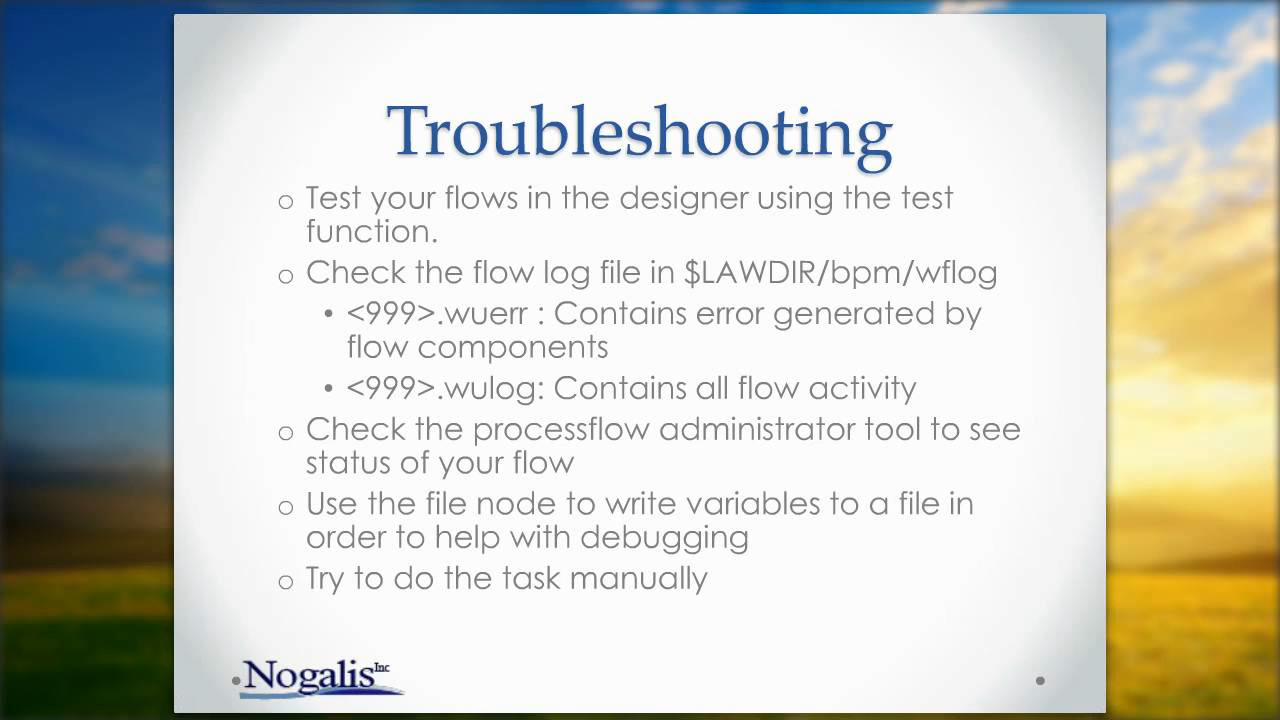 Troubleshooting
o Test your flows in the designer using the test
function.
o Check the flow log file in $LAWDIR/bpm/wflog
• <999>.wuerr : Contains error generated by
flow components
• <999>.wulog: Contains all flow activity
o Check the processflow administrator tool to see
status of your flow
o Use the file node to write variables to a file in
order to help with debugging
o Try to do the task manually
Nogalis Inc